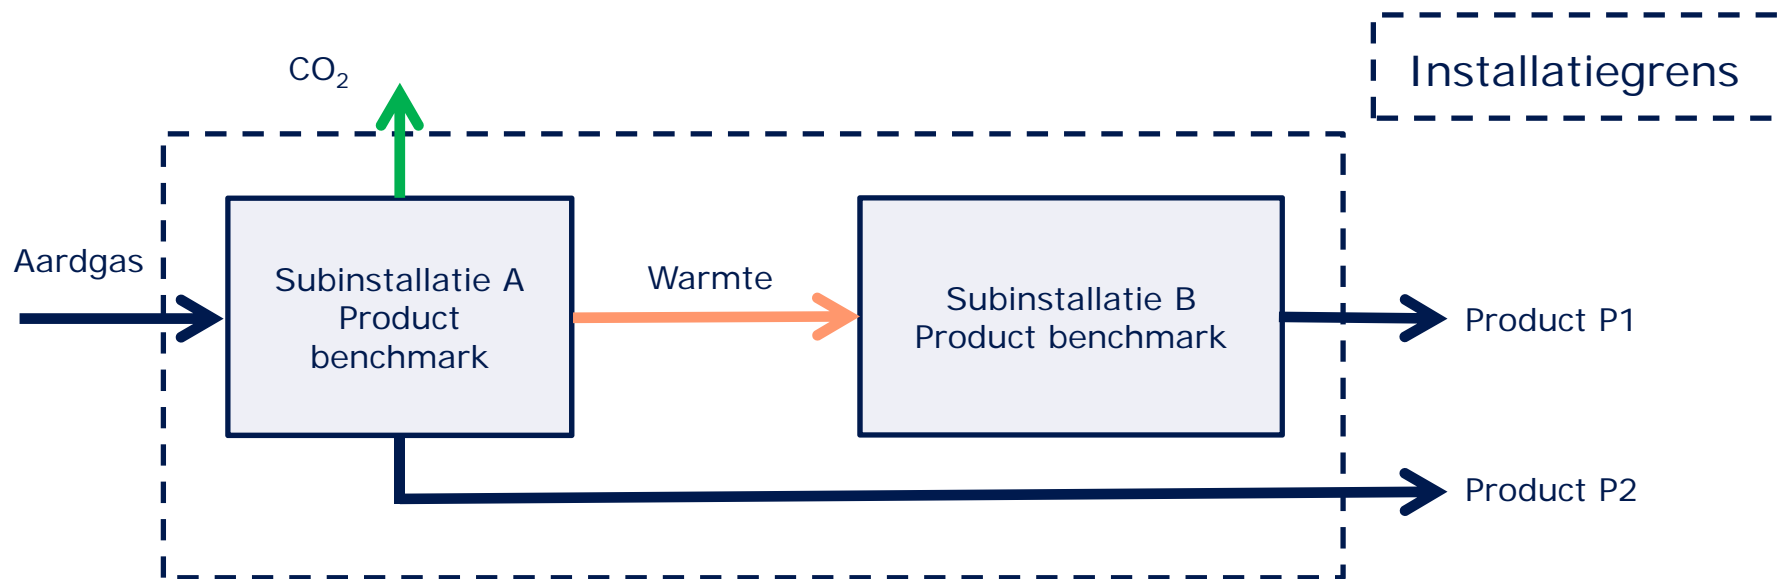 CO₂
Installatiegrens
Aardgas
Subinstallatie A
Product
benchmark
Warmte
Subinstallatie B
Product benchmark
Product P1
Product P2